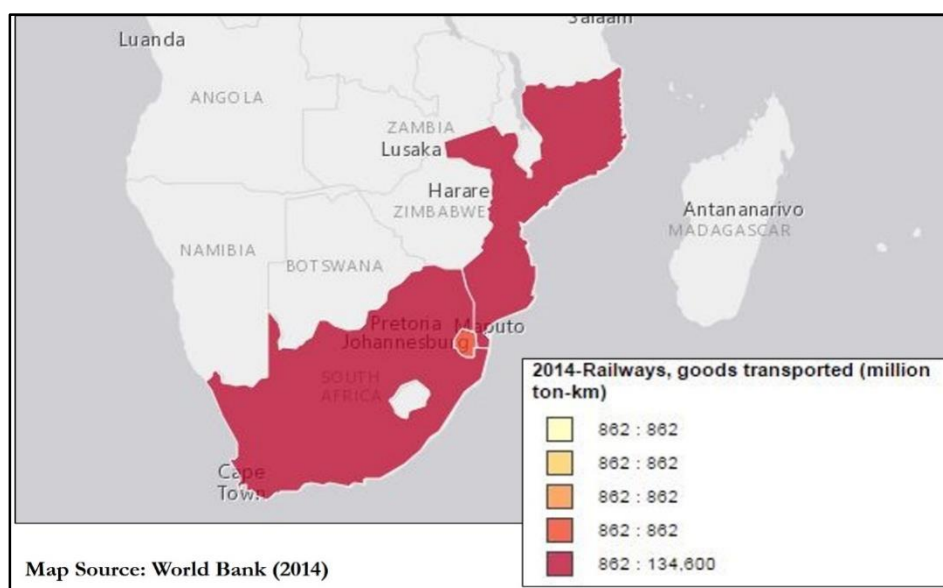 Salaam
Luanda
ANGOLA
ZAMBIA
Lusaka
Harare
ZIMBABWE
Antananarivo
MADAGASCAR
NAMIBIA
BOTSWANA
Pretoria
Maputo
Johannesburg
SOUTH
AFRICA
Cape
Town
2014-Railways, goods transported (million
ton-km)
862 : 862
862 : 862
862 : 862
862 : 862
862 : 134,600
Map Source: World Bank (2014)